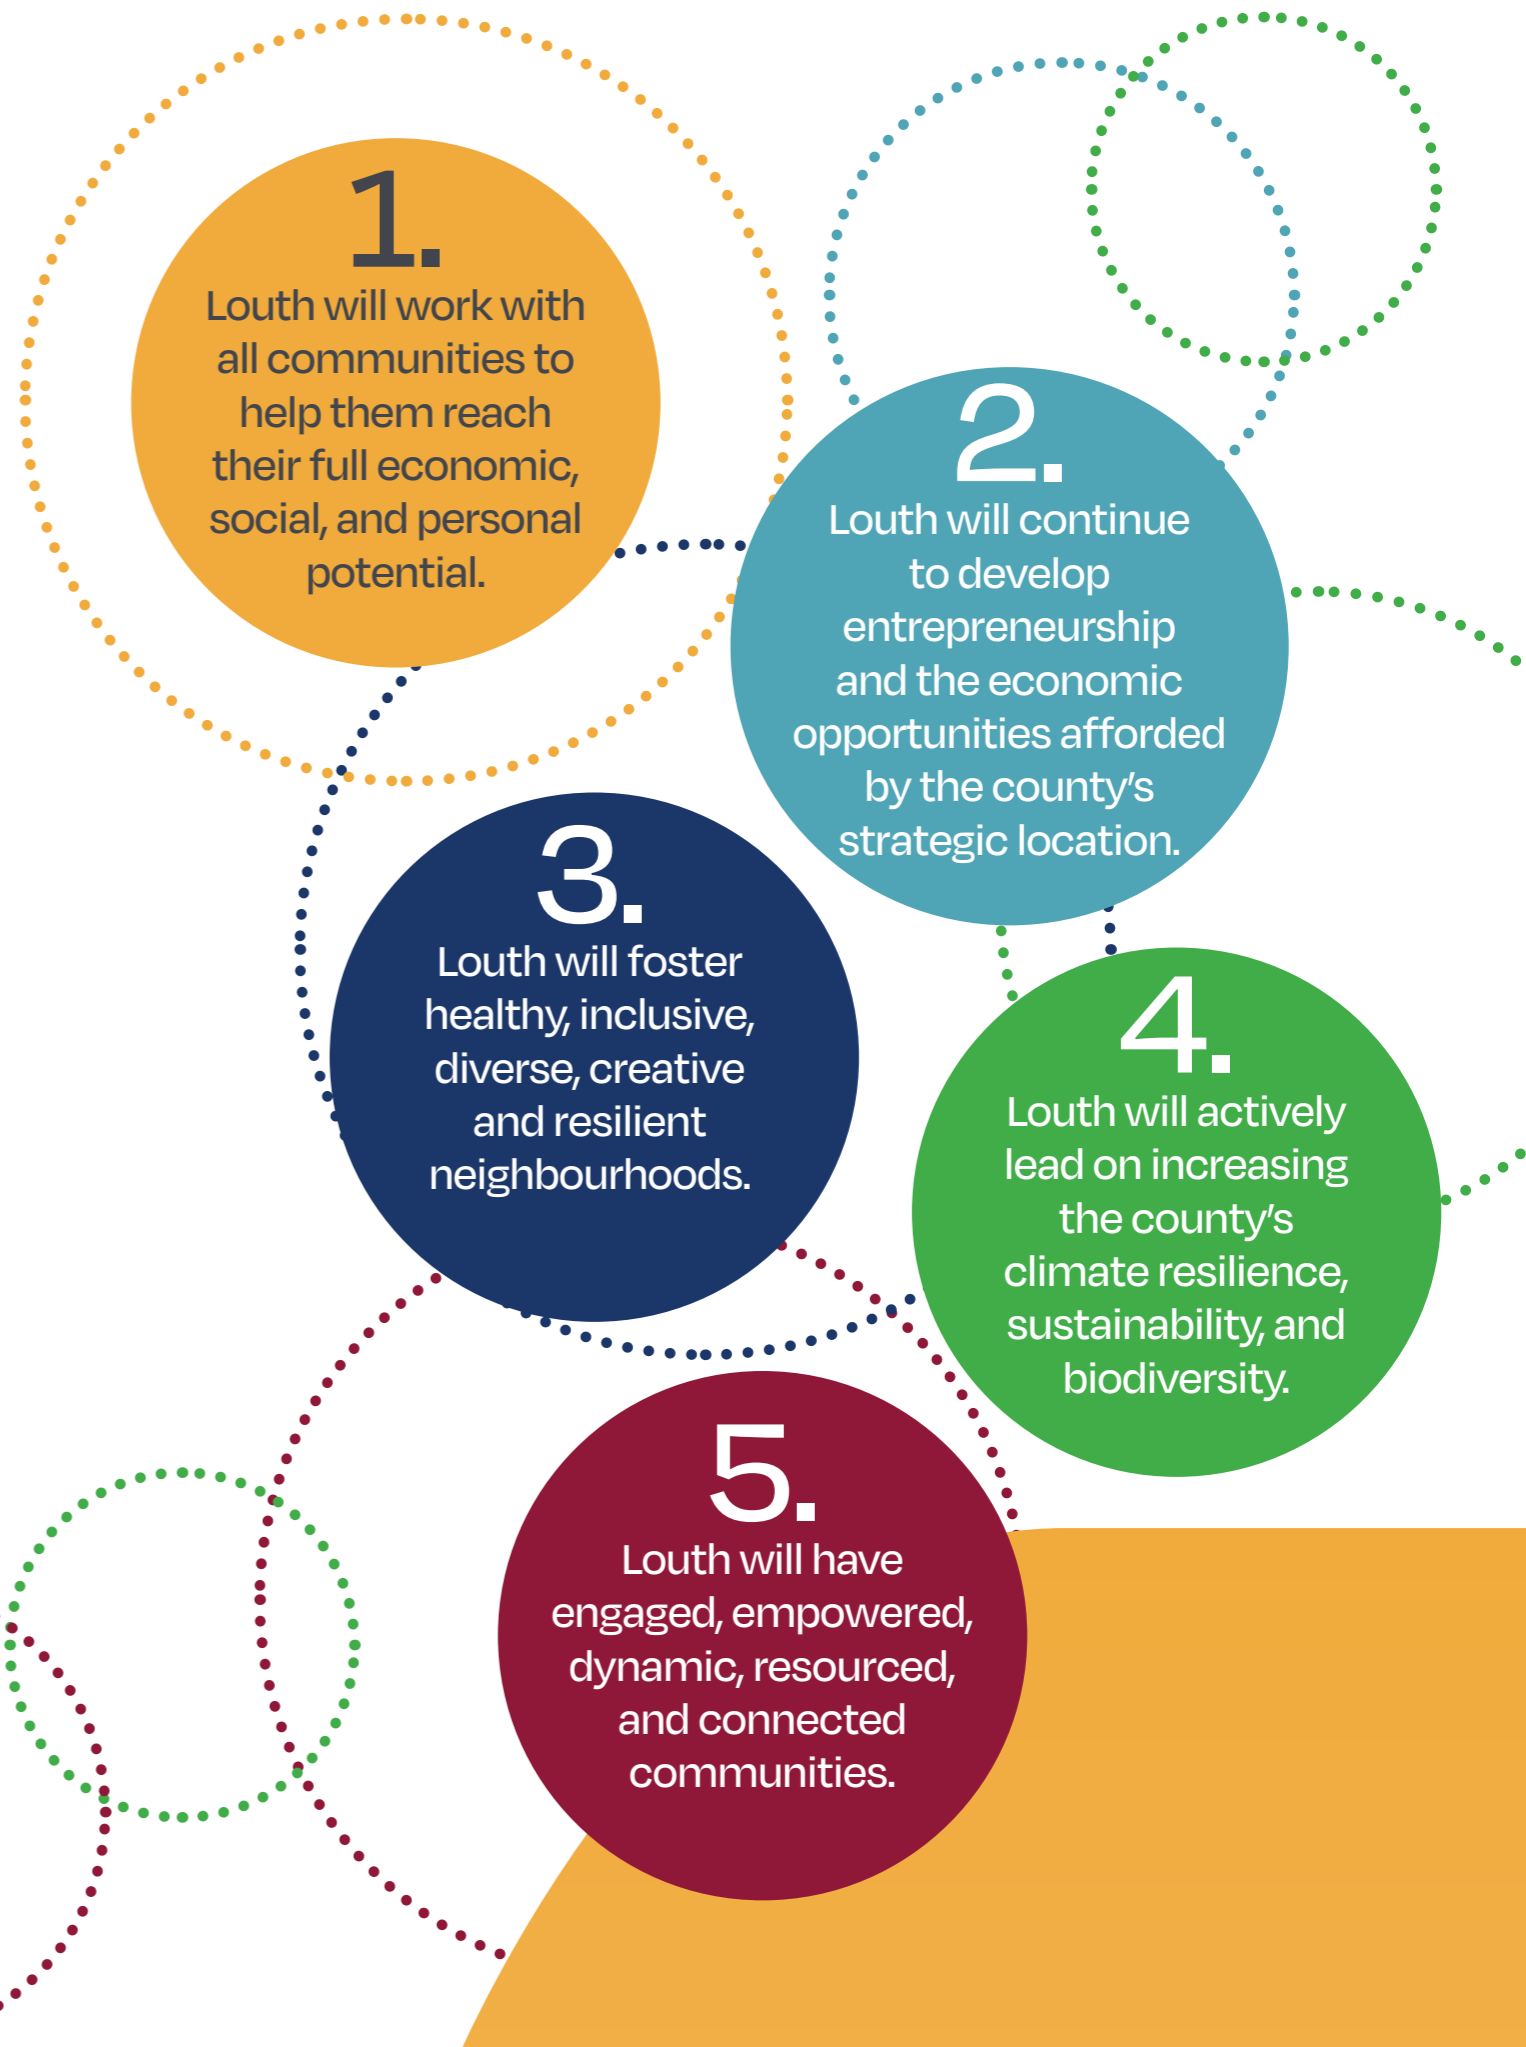 1.
Louth will work with
all communities to
help them reach
their full economic,
social, and personal
potential.
2.
Louth will continue
to develop
entrepreneurship
and the economic
opportunities afforded
by the county's
strategic location.
3.
Louth will foster
healthy, inclusive,
diverse, creative
and resilient
neighbourhoods.
4.
Louth will actively
lead on increasing
the county's
climate resilience,
sustainability, and
biodiversity.
5.
Louth will have
engaged, empowered,
dynamic, resourced,
and connected
communities.